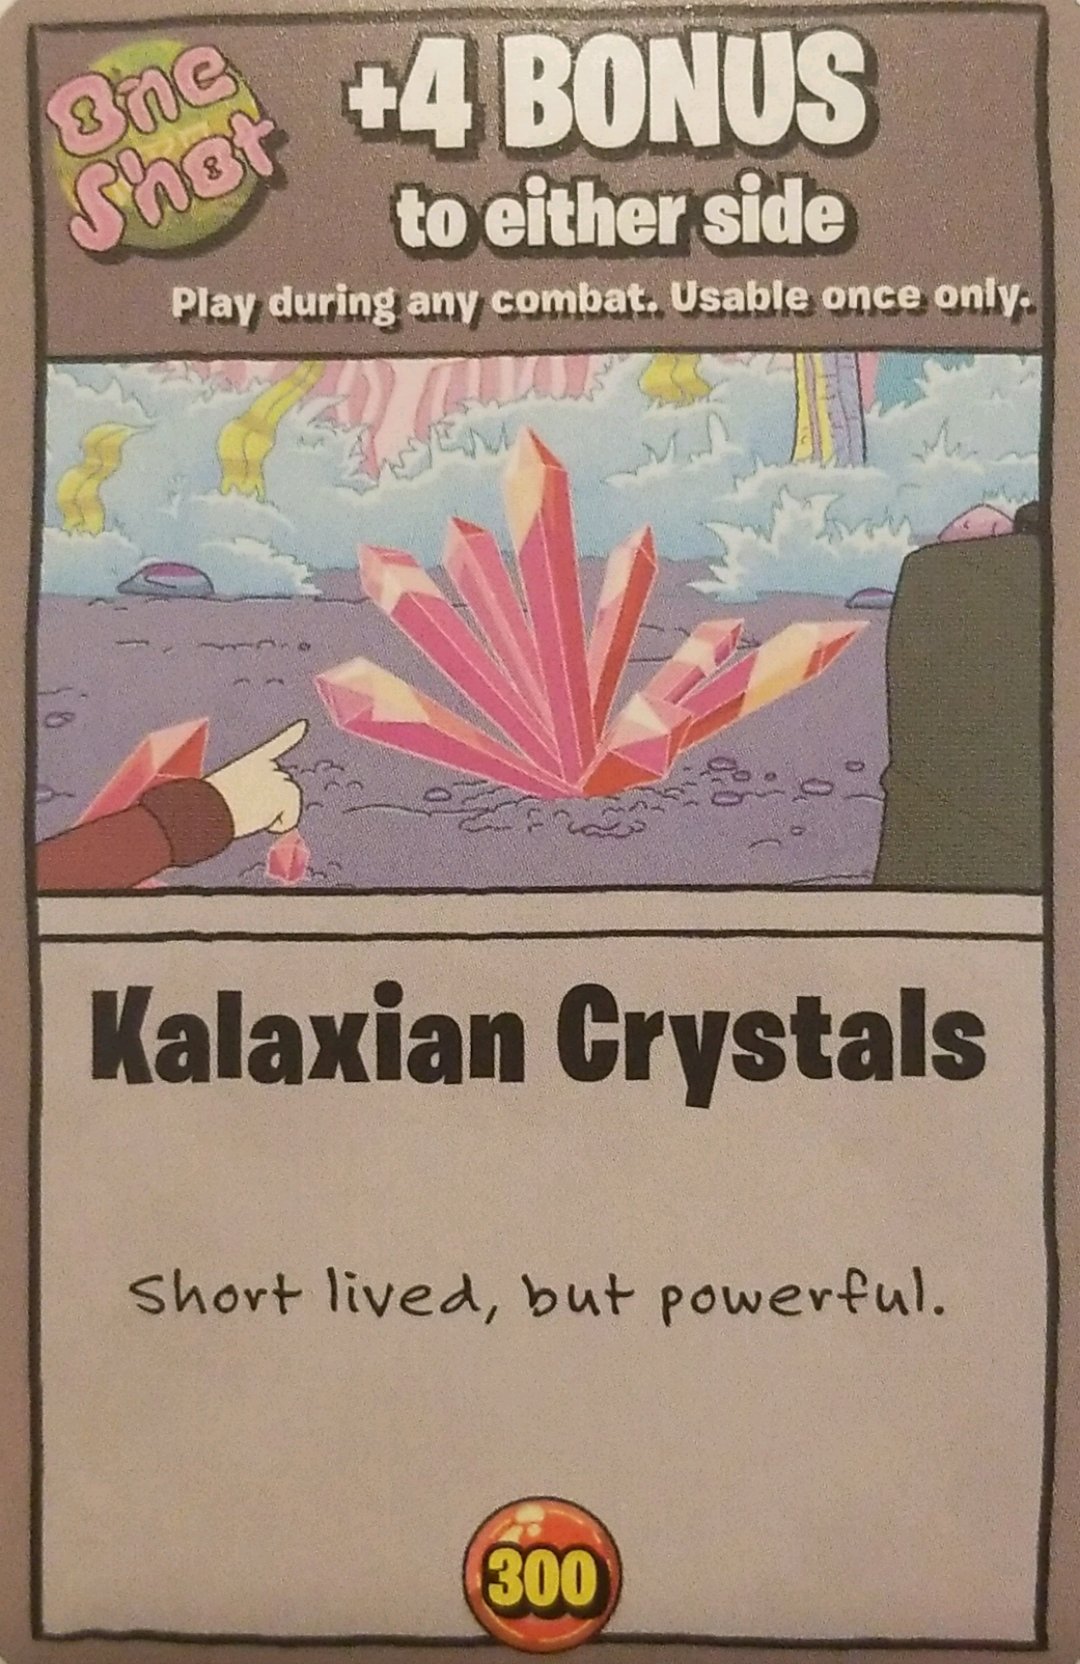 One
Shot
+4 BONUS
to either side
Play during any combat. Usable once only.
Kalaxian Crystals
Short lived, but powerful.
300